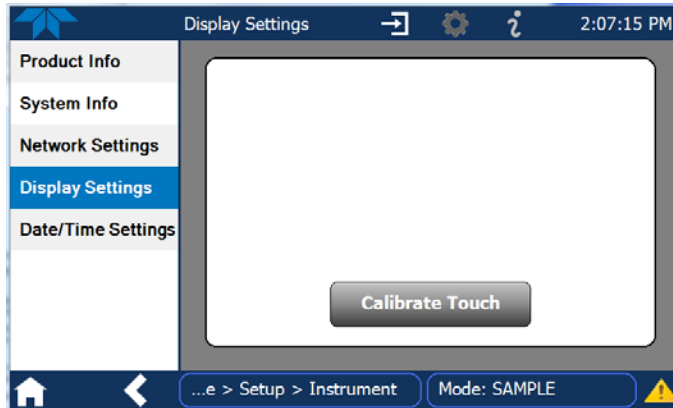 Display Settings
2:07:15 PM
Product Info
System Info
Network Settings
Display Settings
Date/Time Settings
Calibrate Touch
...e > Setup > Instrument
Mode: SAMPLE